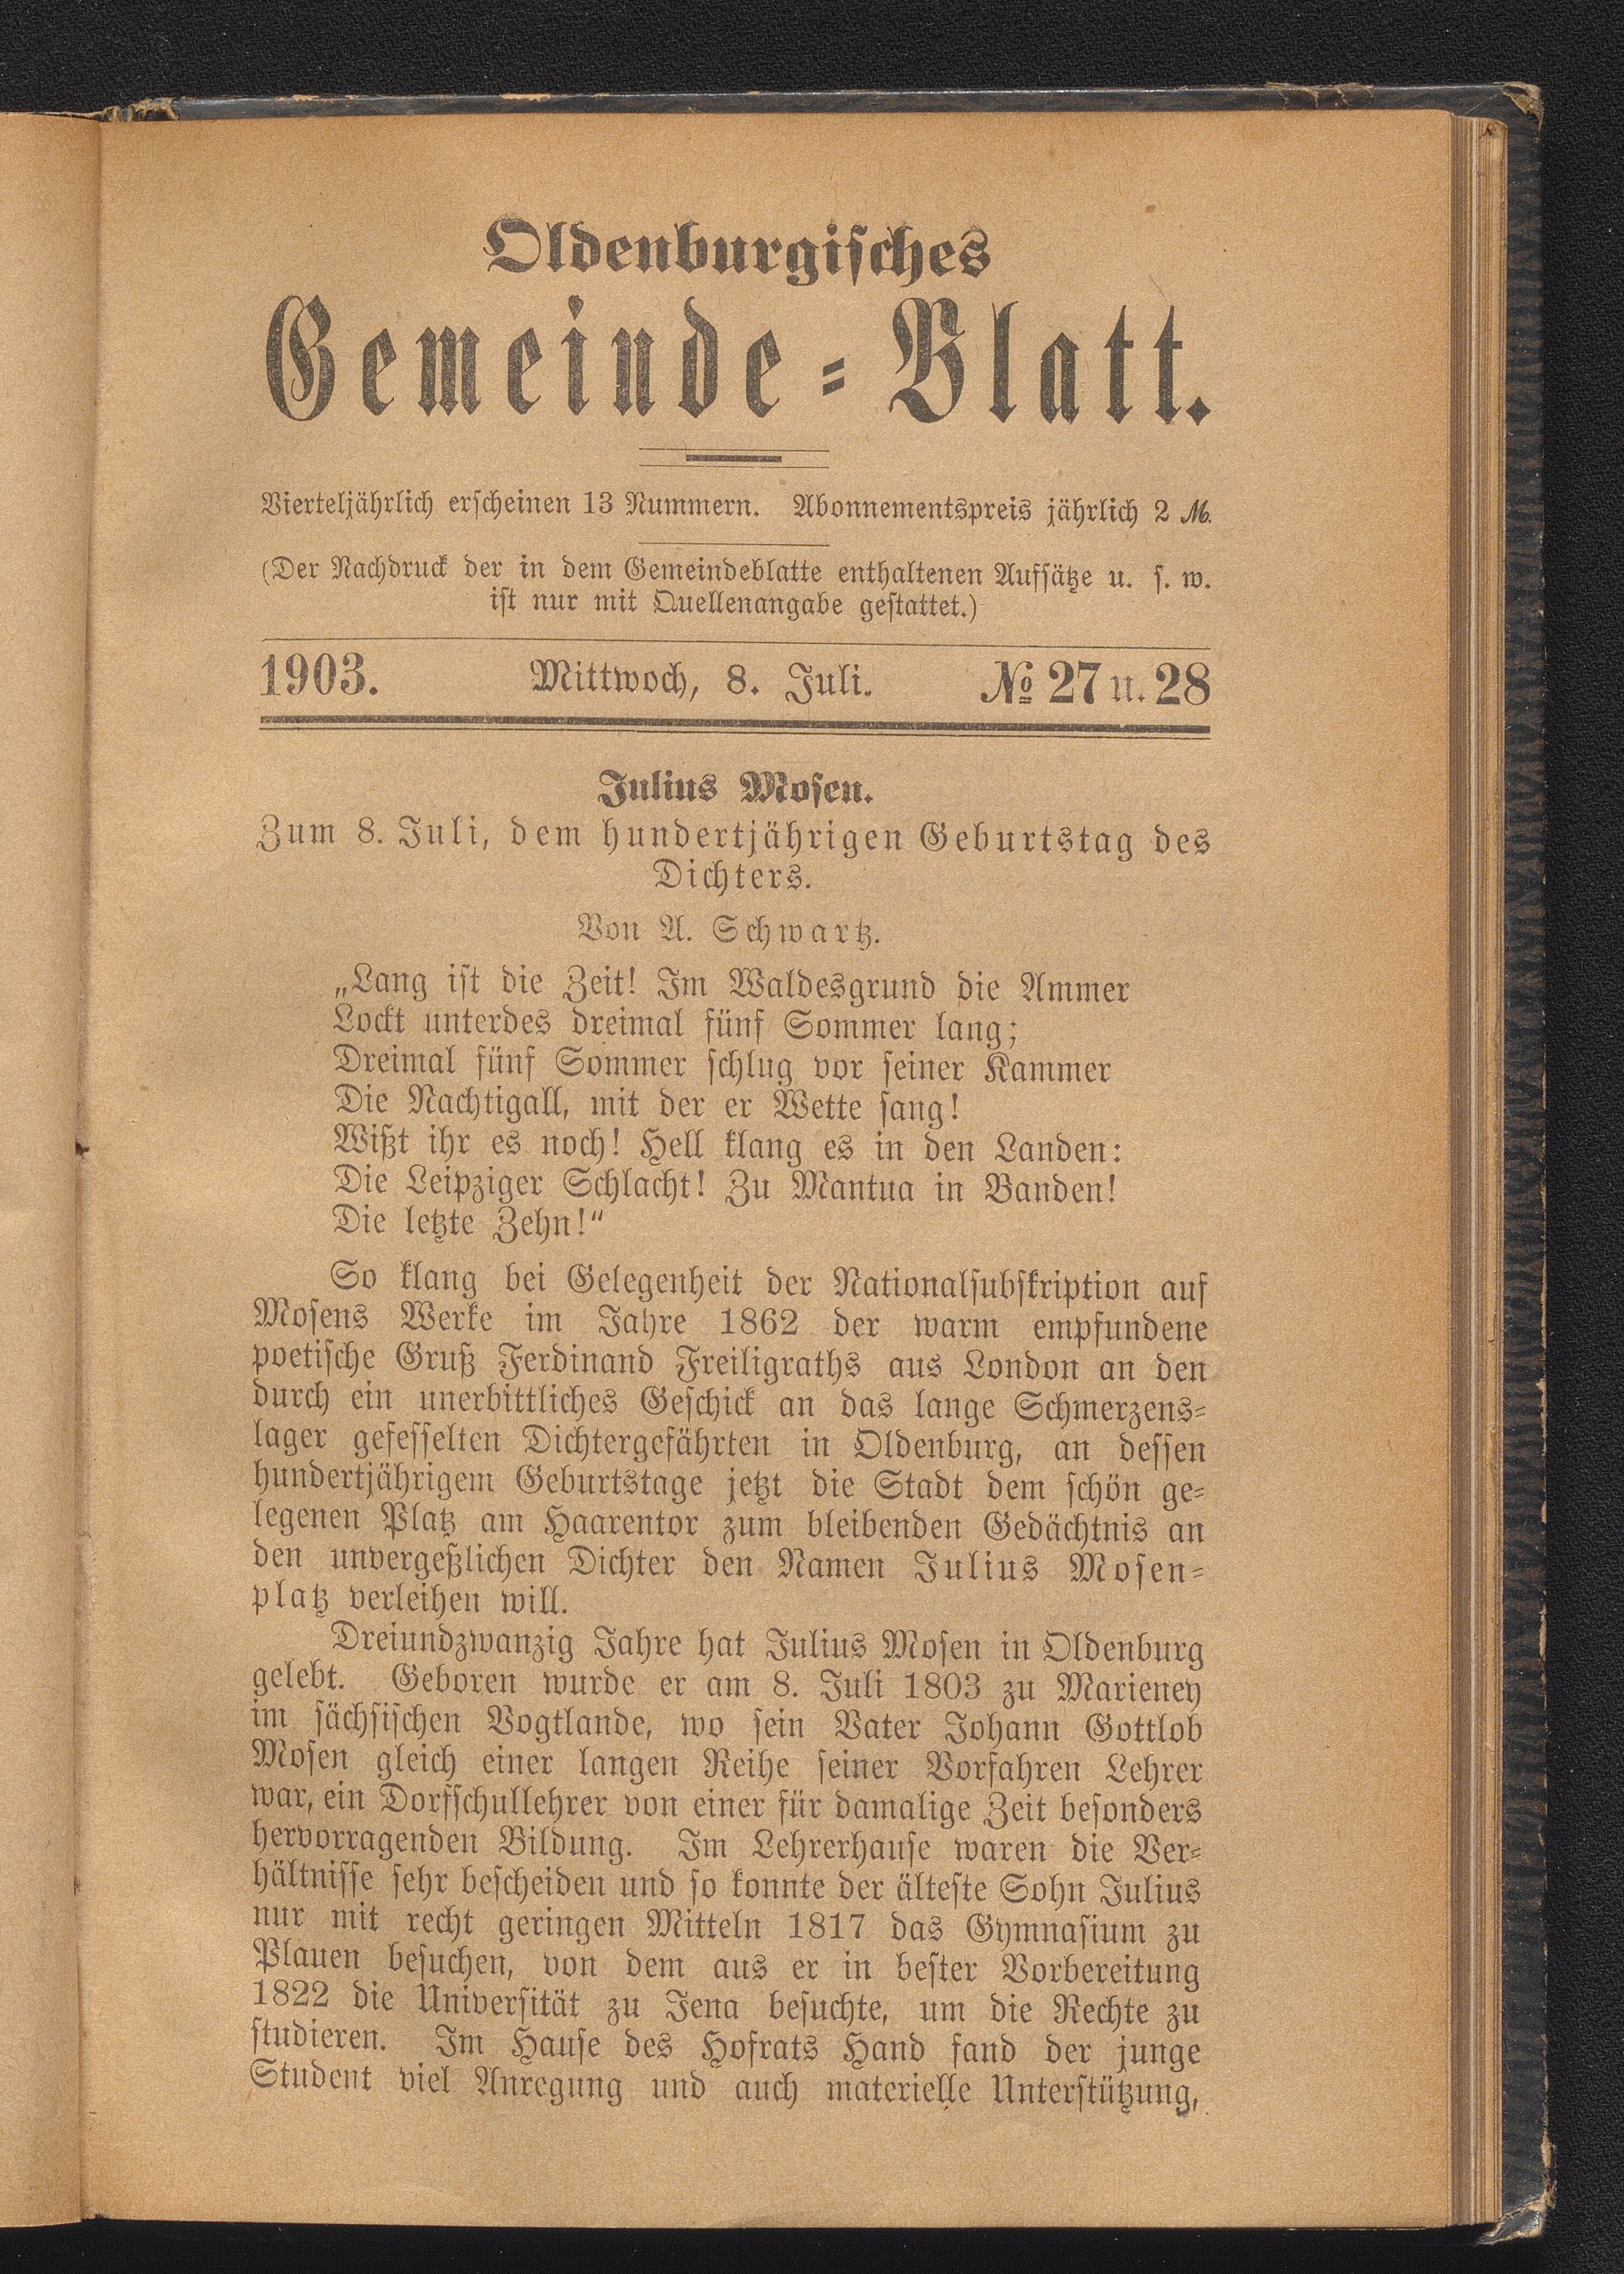 Oldenburgisches
Gemeinde-Blatt.
Vierteljährlich erscheinen 13 Nummern. Abonnementspreis jährlich 2 ℳ.
(Der Nachdruck der in dem Gemeindeblatte enthaltenen Aufsätze u. s. w.
ist nur mit Quellenangabe gestattet.)
1903. Mittwoch, 8. Juli. № 27 u. 28
Julius Mosen.
Zum 8. Juli, dem hundertjährigen Geburtstag des
Dichters.
Von A. Schwartz.
„Lang ist die Zeit! Im Waldesgrund die Ammer
Lockt unterdes dreimal fünf Sommer lang;
Dreimal fünf Sommer schlug vor seiner Kammer
Die Nachtigall, mit der er Wette sang!
Wißt ihr es noch! Hell klang es in den Landen:
Die Leipziger Schlacht! Zu Mantua in Banden!
Die letzte Zehn!“
So klang bei Gelegenheit der Nationalsubskription auf
Mosens Werke im Jahre 1862 der warm empfundene
poetische Gruß Ferdinand Freiligraths aus London an den
durch ein unerbittliches Geschick an das lange Schmerzens-
lager gefesselten Dichtergefährten in Oldenburg, an dessen
hundertjährigem Geburtstage jetzt die Stadt dem schön ge-
legenen Platz am Haarentor zum bleibenden Gedächtnis an
den unvergeßlichen Dichter den Namen Julius Mosen-
platz verleihen will.
Dreiundzwanzig Jahre hat Julius Mosen in Oldenburg
gelebt. Geboren wurde er am 8. Juli 1803 zu Marieney
im sächsischen Vogtlande, wo sein Vater Johann Gottlob
Mosen gleich einer langen Reihe seiner Vorfahren Lehrer
war, ein Dorfschullehrer von einer für damalige Zeit besonders
hervorragenden Bildung. Im Lehrerhause waren die Ver-
hältnisse sehr bescheiden und so konnte der älteste Sohn Julius
nur mit recht geringen Mitteln 1817 das Gymnasium zu
Plauen besuchen, von dem aus er in bester Vorbereitung
1822 die Universität zu Jena besuchte, um die Rechte zu
studieren. Im Hause des Hofrats Hand fand der junge
Student viel Anregung und auch materielle Unterstützung,